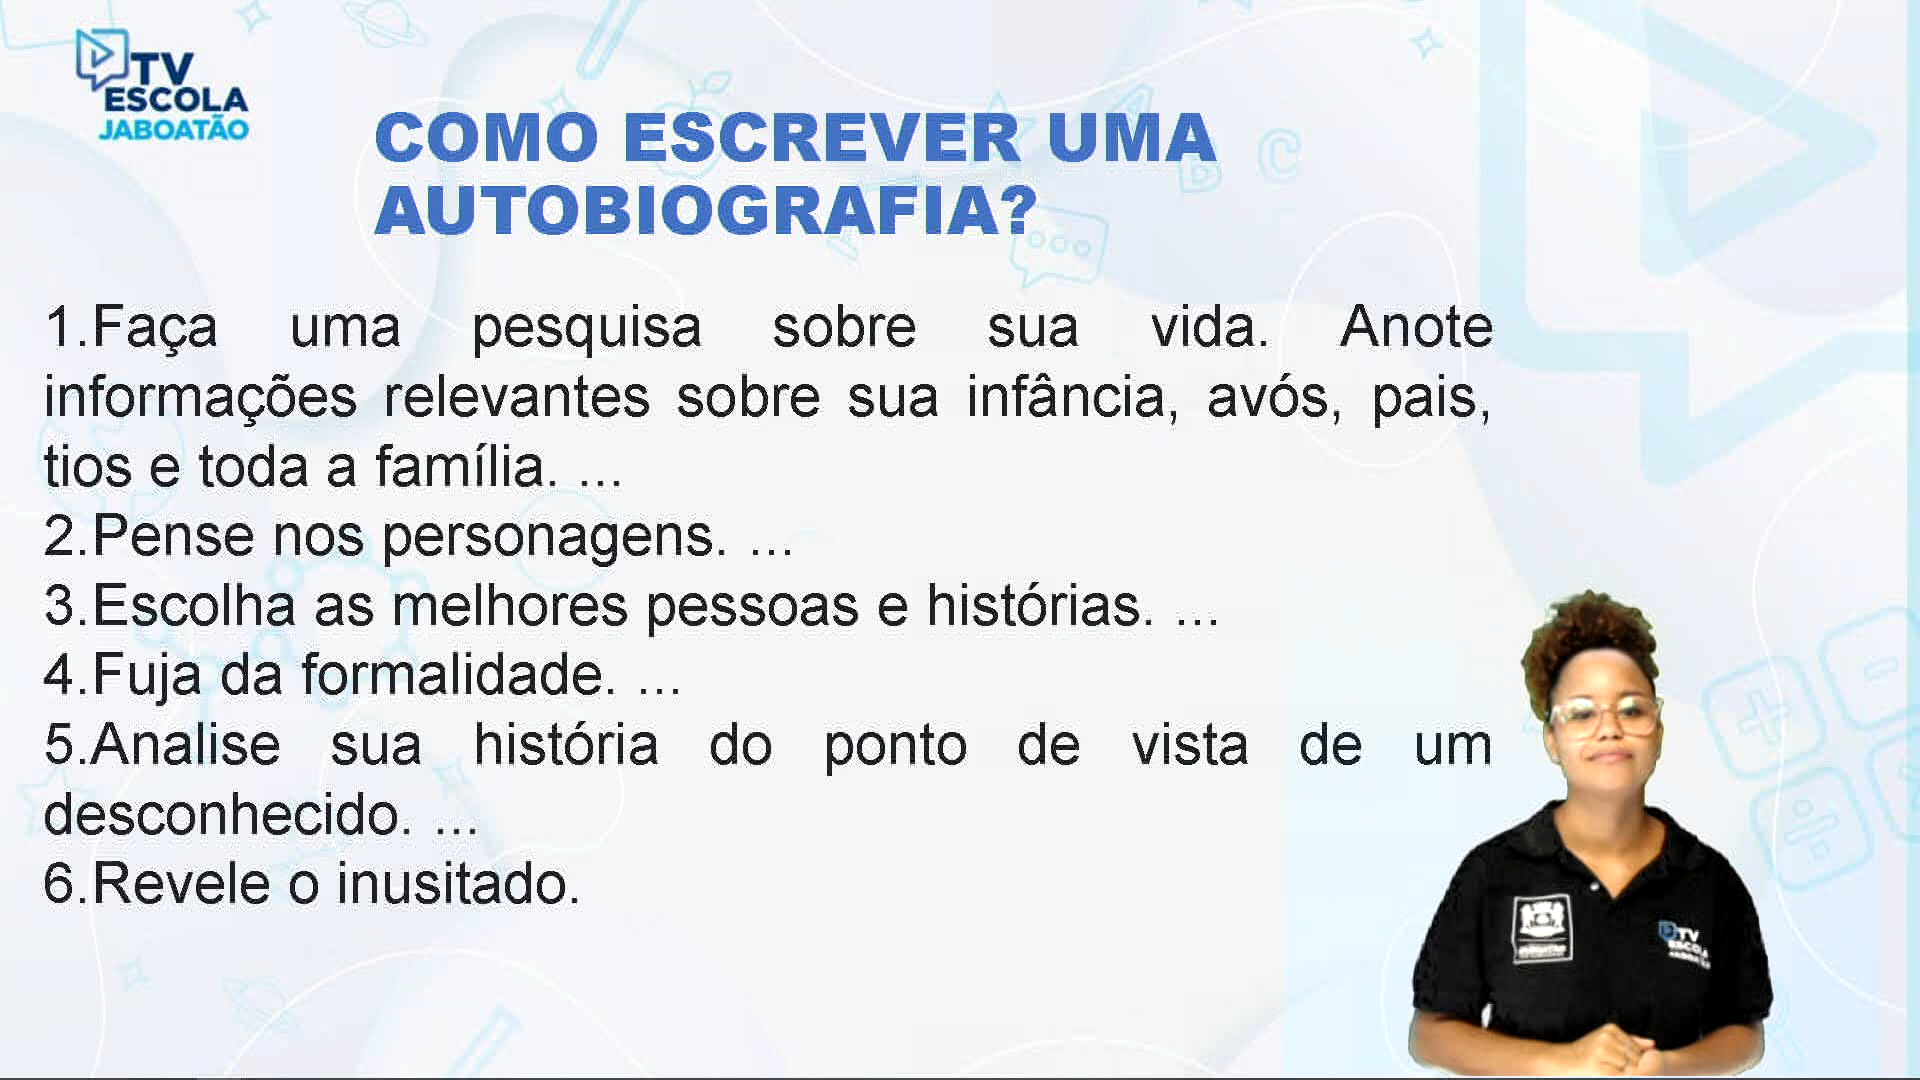 TV
ESCOLA
JABOATÃO
COMO ESCREVER UMA
AUTOBIOGRAFIA?
1.Faça uma pesquisa sobre sua vida. Anote
informações relevantes sobre sua infância, avós, pais,
tios e toda a família. ...
2.Pense nos personagens. ...
3.Escolha as melhores pessoas e histórias. ...
4.Fuja da formalidade. ...
5.Analise sua história do ponto de vista de um
desconhecido. ...
6.Revele o inusitado.
TV
ESCOLA